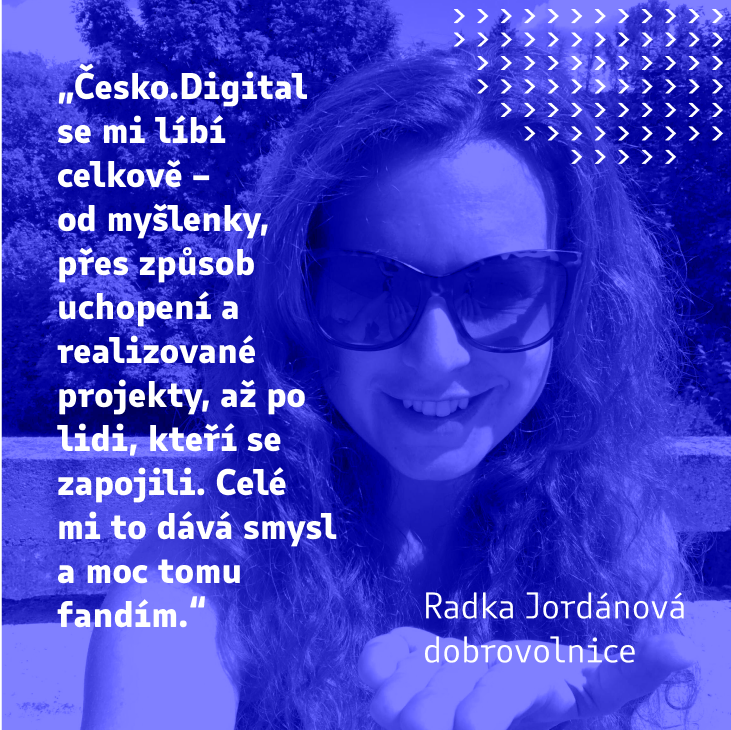 „Česko.Digital
se mi líbí
celkově –
od myšlenky,
přes způsob
uchopení a
realizované
projekty, až po
lidi, kteří se
zapojili. Celé
mi to dává smysl
a moc tomu
fandím.“
Radka Jordánová
dobrovolnice